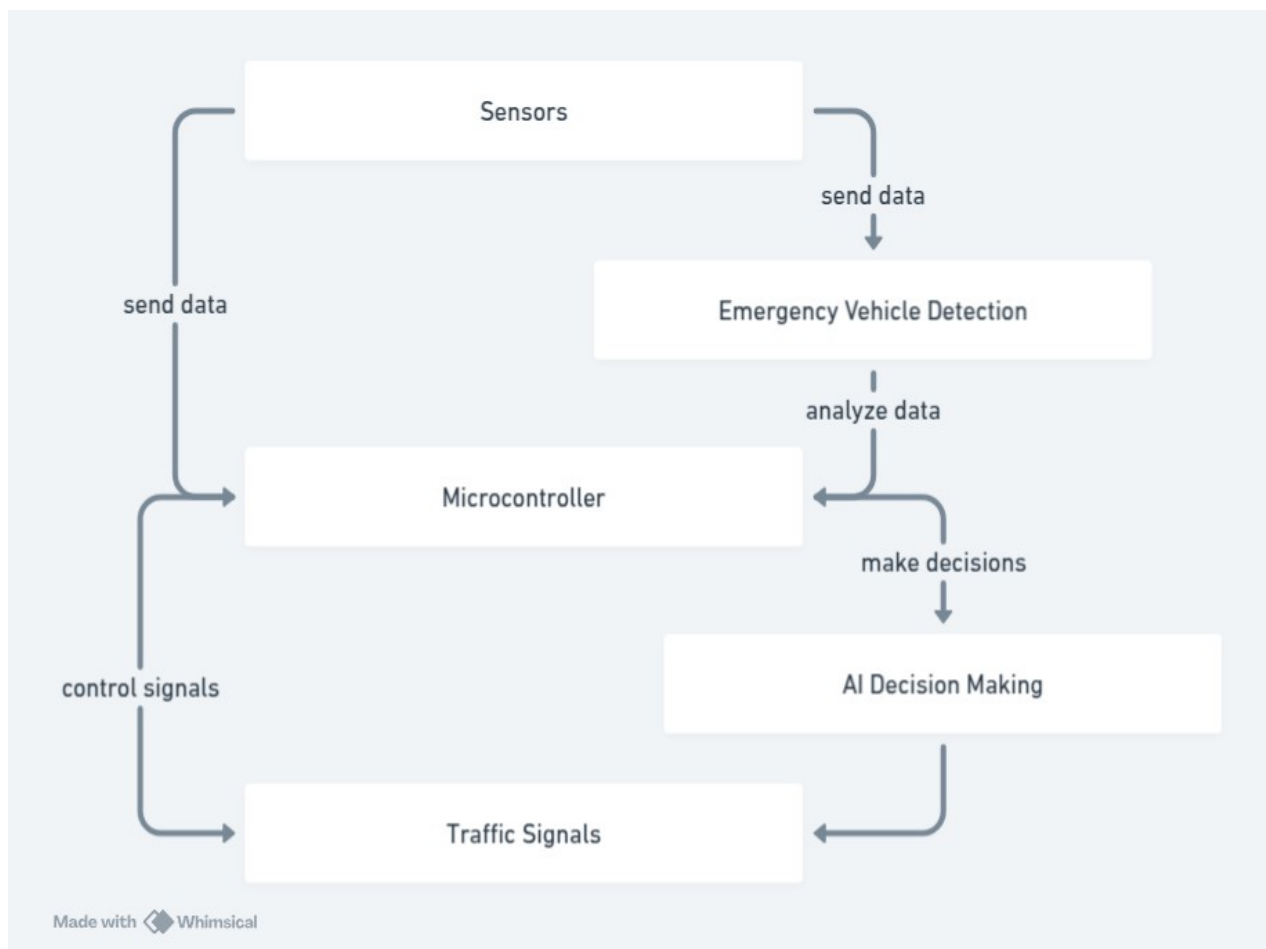 Sensors
send data
Emergency Vehicle Detection
send data
analyze data
Microcontroller
make decisions
AI Decision Making
control signals
Traffic Signals
Made with Whimsical